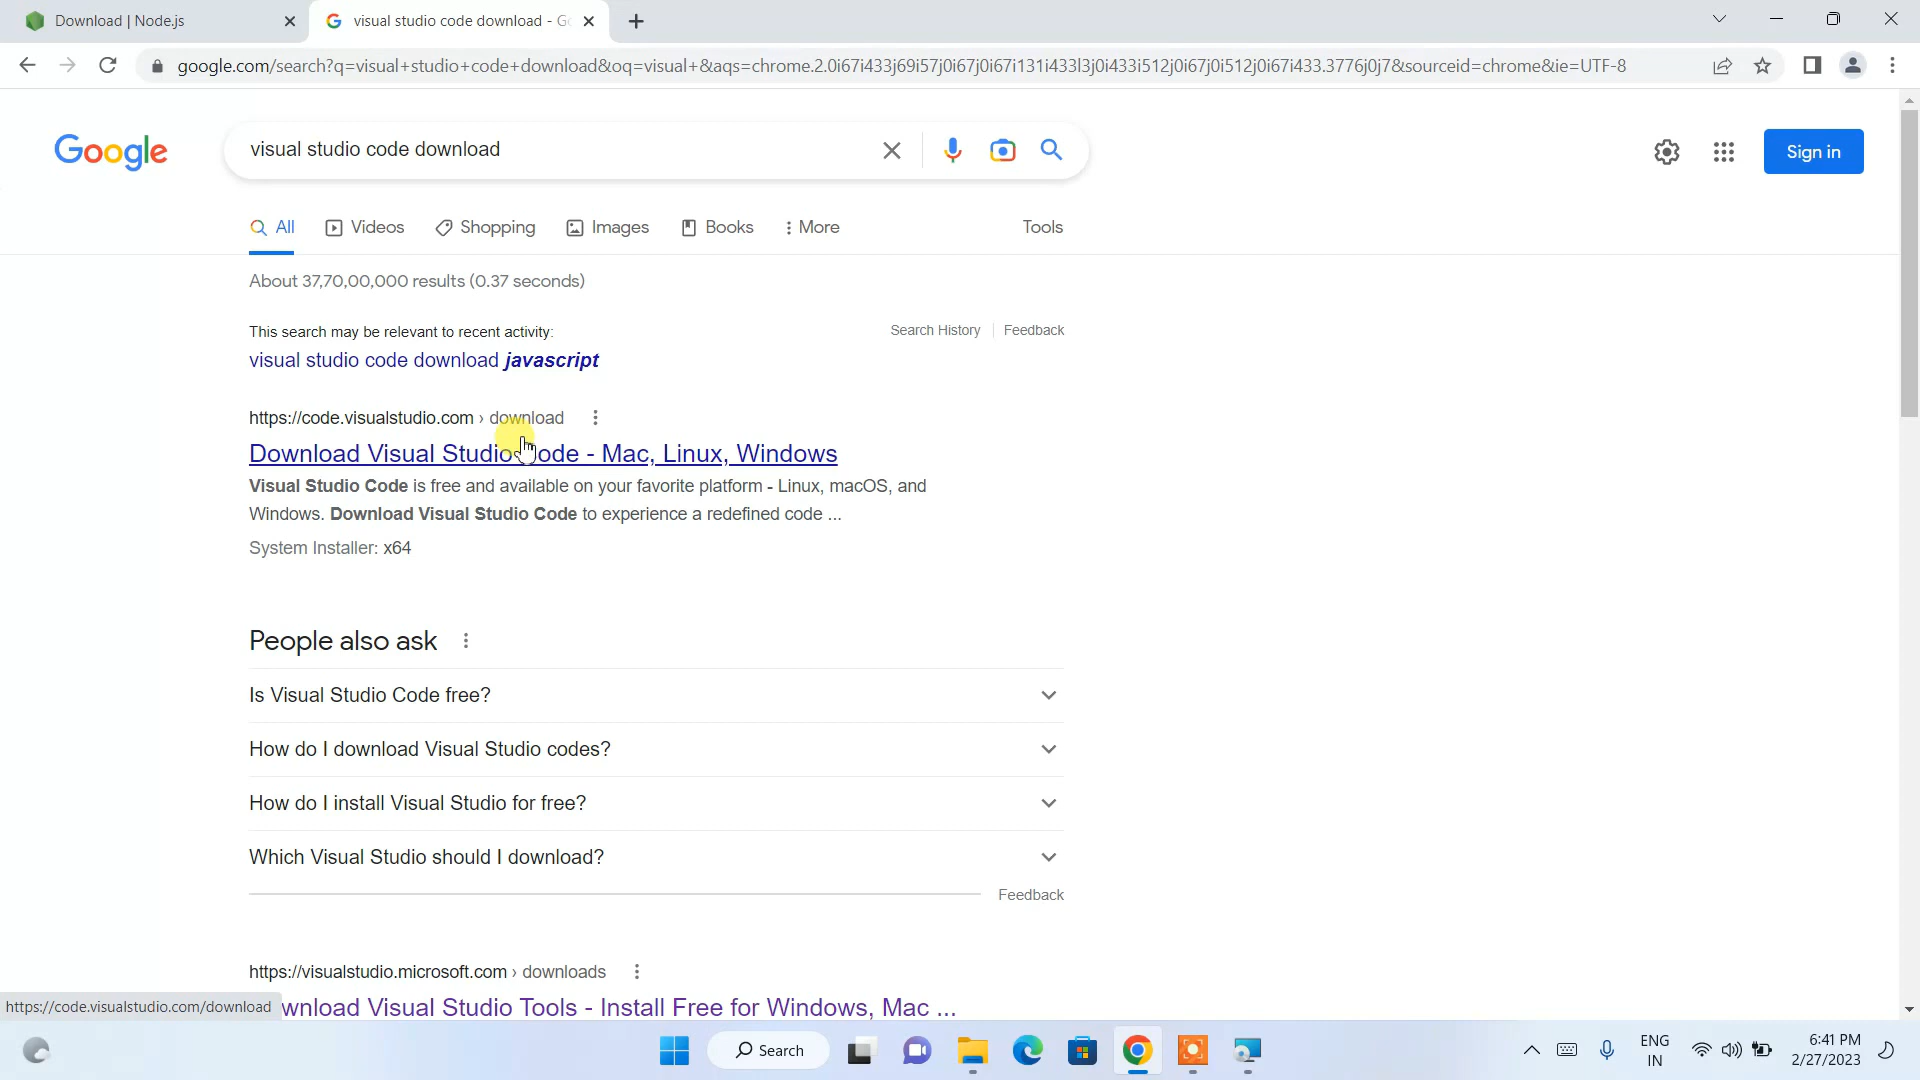 Download | Node.js
visual studio code download - Go
google.com/search?q=visual+studio+code+download&oq=visual+&aqs=chrome.2.0i67i433j69i57j0i67j0i67i131i433l3j0i433i512j0i67j0i512j0i67i433.3776j0j7&sourceid=chrome&ie=UTF-8
Google
visual studio code download
Sign in
All
Videos
Shopping
Images
Books
More
Tools
About 37,70,00,000 results (0.37 seconds)
This search may be relevant to recent activity:
Search History
Feedback
visual studio code download javascript
https://code.visualstudio.com › download
Download Visual Studio Code - Mac, Linux, Windows
Visual Studio Code is free and available on your favorite platform - Linux, macOS, and
Windows. Download Visual Studio Code to experience a redefined code ...
System Installer: x64
People also ask
Is Visual Studio Code free?
How do I download Visual Studio codes?
How do I install Visual Studio for free?
Which Visual Studio should I download?
Feedback
https://visualstudio.microsoft.com › downloads
wnload Visual Studio Tools - Install Free for Windows, Mac ...
https://code.visualstudio.com/download
Search
ENG
IN
6:41 PM
2/27/2023